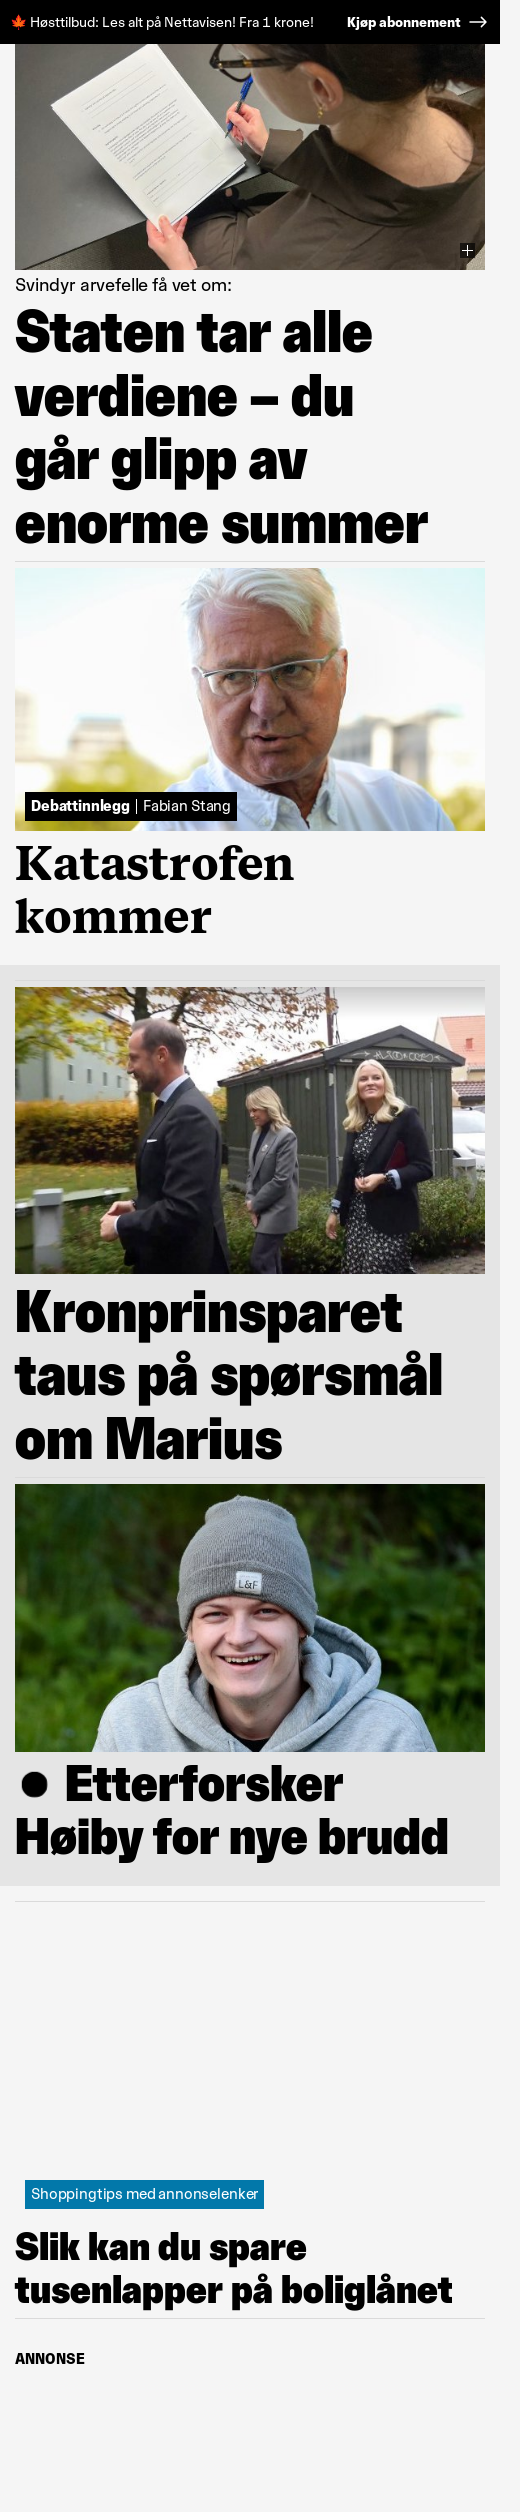 🍁 Høsttilbud: Les alt på Nettavisen! Fra 1 krone! Kjøp abonnement →
Svindyr arvefelle få vet om:
Staten tar alle
verdiene – du
går glipp av
enorme summer
Debattinnlegg | Fabian Stang
Katastrofen
kommer
Kronprinsparet
taus på spørsmål
om Marius
L&F
● Etterforsker
Høiby for nye brudd
Shoppingtips med annonselenker
Slik kan du spare
tusenlapper på boliglånet
ANNONSE